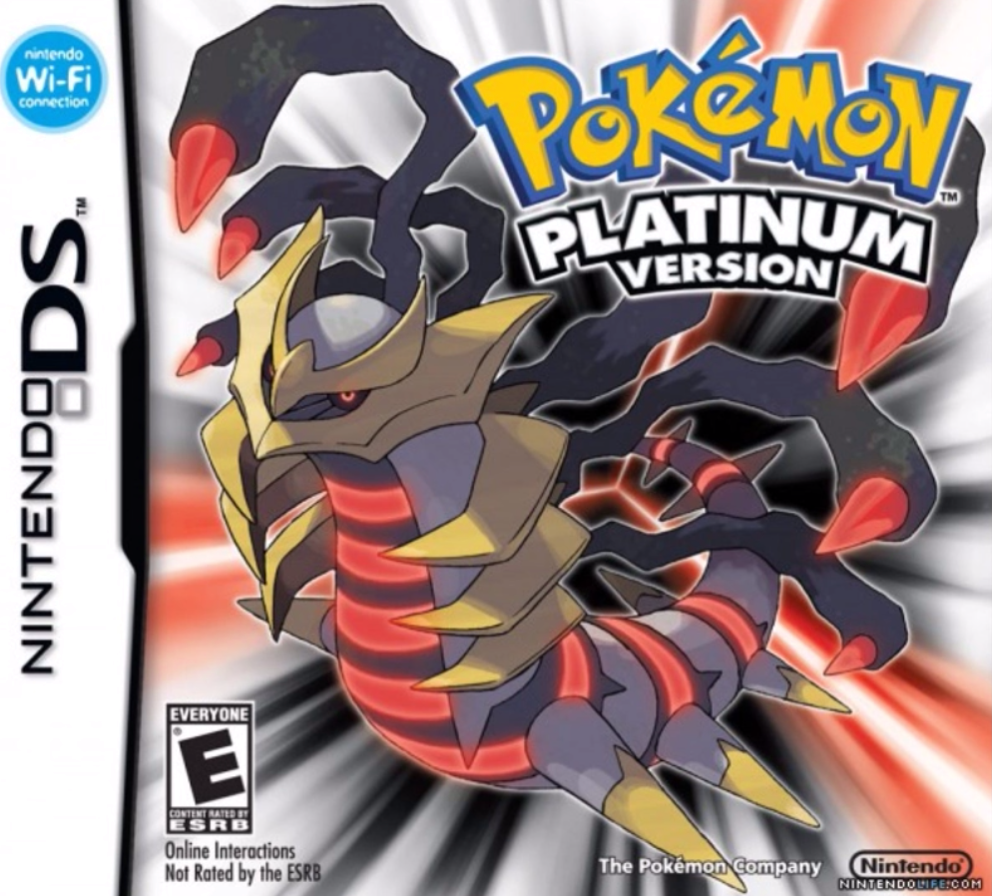 nintendo
Wi-Fi
connection
NINTENDO DS™
POKéMON™
PLATINUM
VERSION
EVERYONE
E
®
CONTENT RATED BY
ESRB
Online Interactions
Not Rated by the ESRB
The Pokémon Company
Nintendo®
NINTENDOLIFE.COM